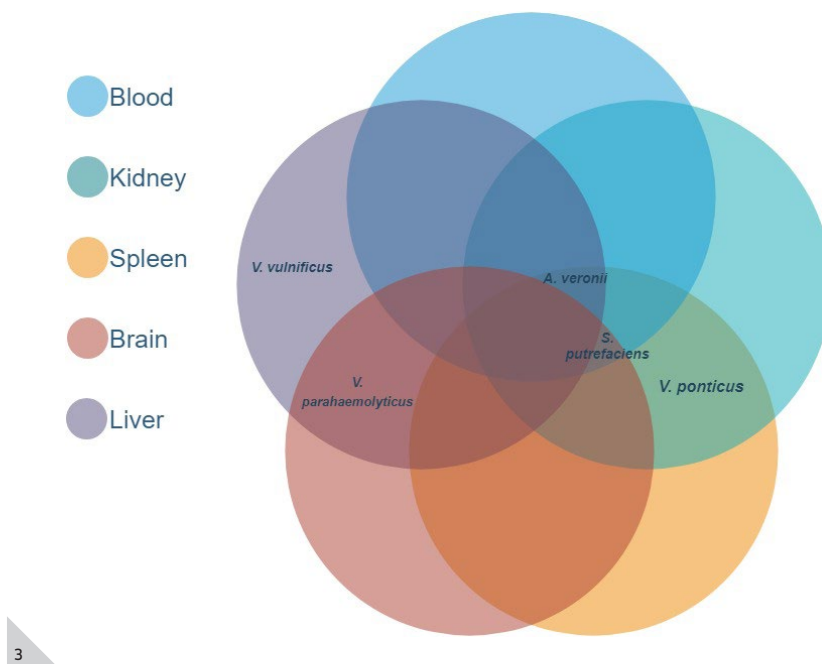 Blood
Kidney
Spleen
Brain
Liver
V. vulnificus
A. veronii
S.
putrefaciens
V.
parahaemolyticus
V. ponticus
3